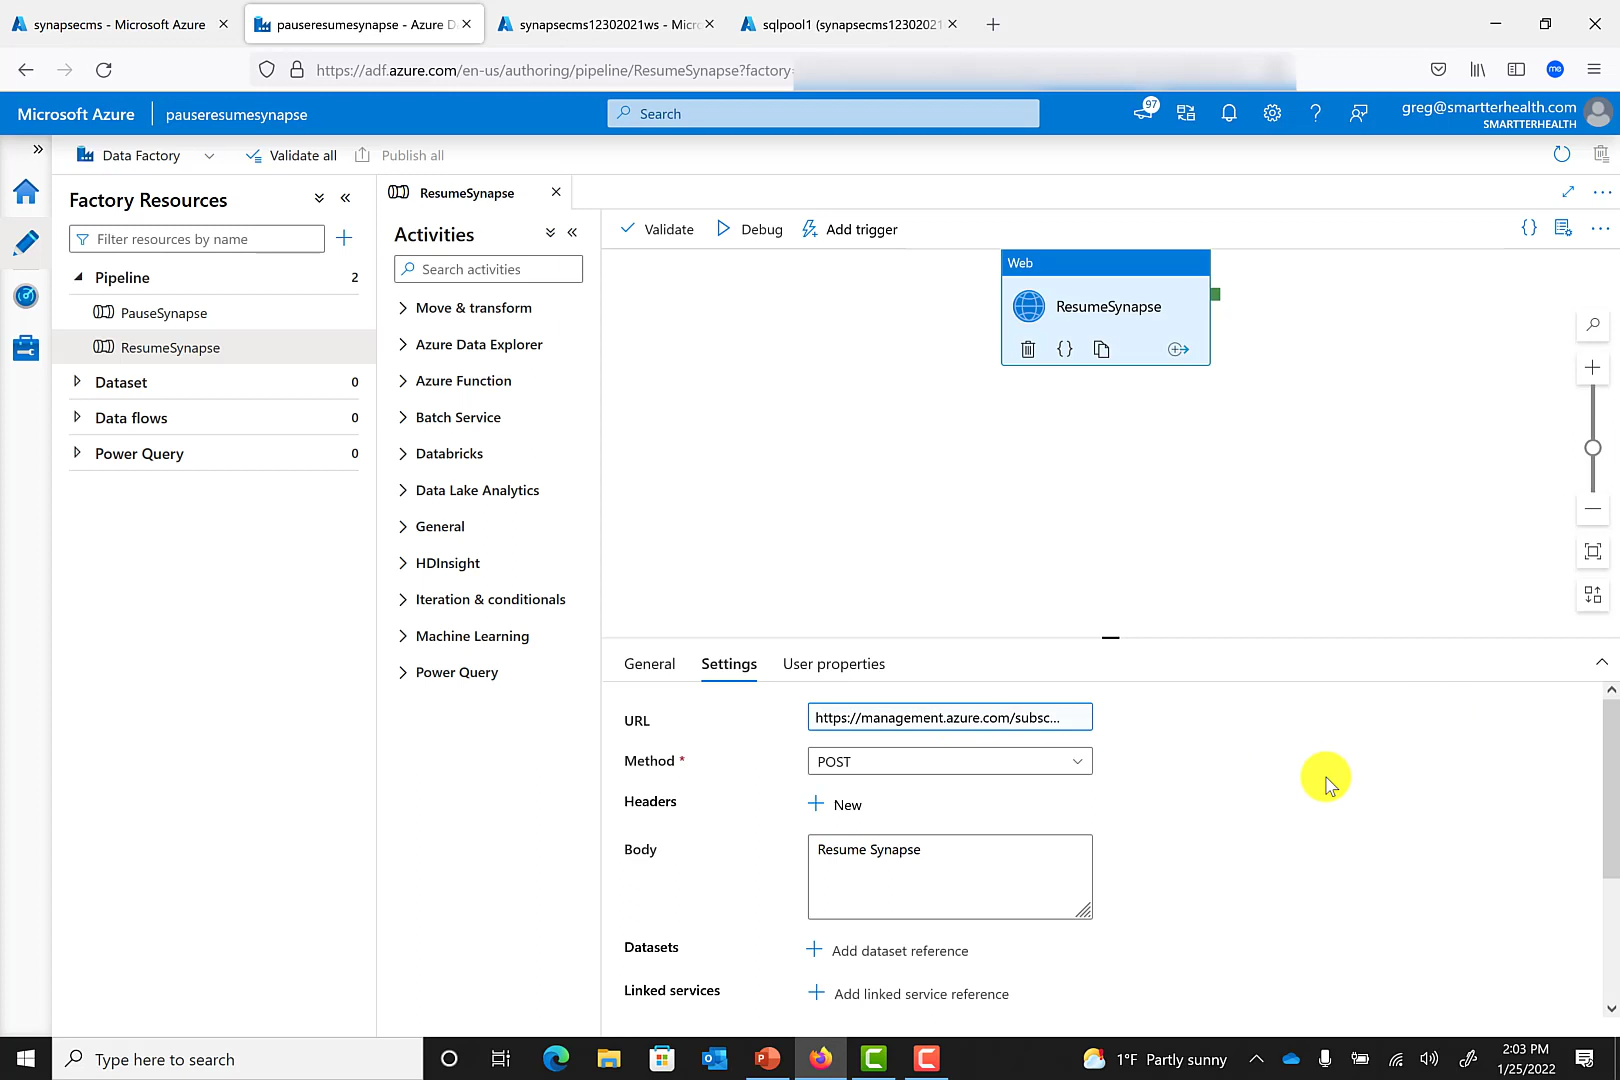 synapsecms - Microsoft Azure
pauseresumesynapse - Azure D
synapsecms12302021ws - Micr
sqlpool1 (synapsecms12302021
https://adf.azure.com/en-us/authoring/pipeline/ResumeSynapse?factory=
me
Microsoft Azure
pauseresumesynapse
Search
97
greg@smartterhealth.com
SMARTTERHEALTH
Data Factory
Validate all
Publish all
Factory Resources
Filter resources by name
Pipeline 2
PauseSynapse
ResumeSynapse
Dataset 0
Data flows 0
Power Query 0
ResumeSynapse
Activities
Search activities
Move & transform
Azure Data Explorer
Azure Function
Batch Service
Databricks
Data Lake Analytics
General
HDInsight
Iteration & conditionals
Machine Learning
Power Query
Validate
Debug
Add trigger
Web
ResumeSynapse
General
Settings
User properties
URL https://management.azure.com/subsc...
Method * POST
Headers New
Body Resume Synapse
Datasets Add dataset reference
Linked services Add linked service reference
Type here to search
1°F Partly sunny
2:03 PM
1/25/2022